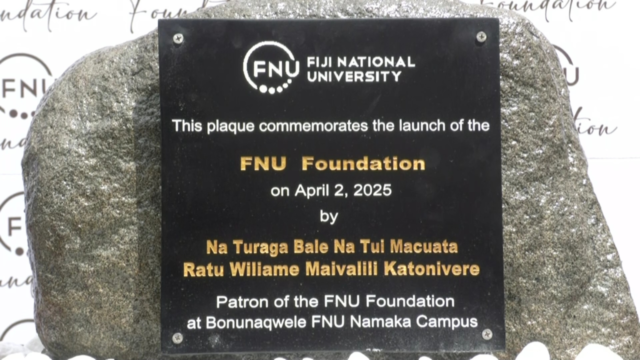 Foundation
FNU FIJI NATIONAL
UNIVERSITY
This plaque commemorates the launch of the
FNU Foundation
on April 2, 2025
by
Na Turaga Bale Na Tui Macuata
Ratu Wiliame Maivalili Katonivere
Patron of the FNU Foundation
at Bonunaqwele FNU Namaka Campus